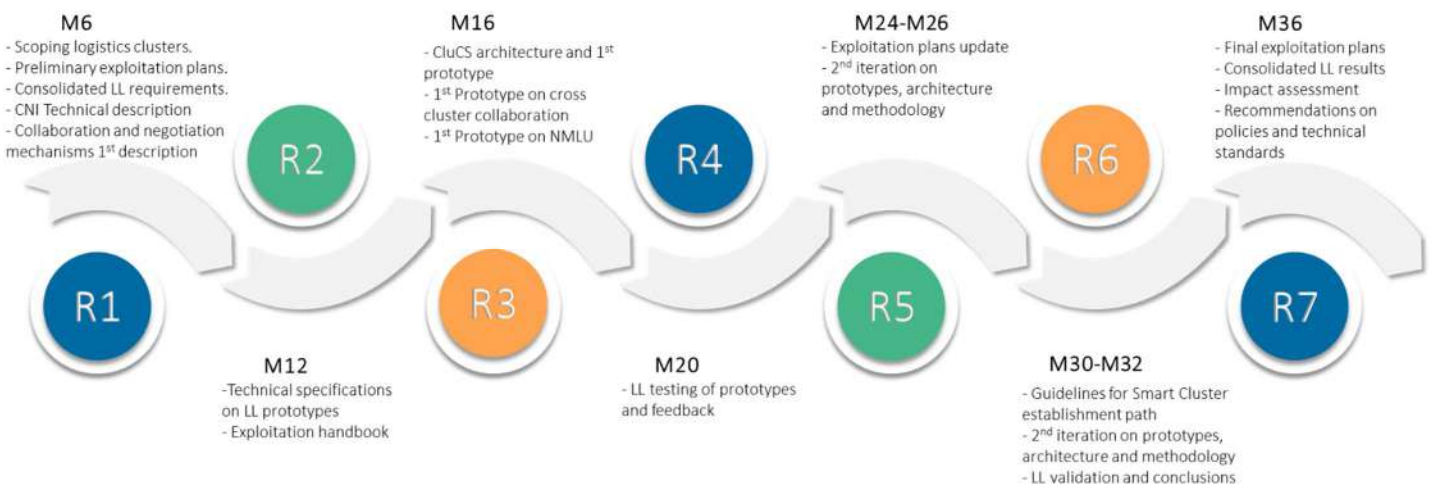 M6
- Scoping logistics clusters.
- Preliminary exploitation plans.
- Consolidated LL requirements.
- CNI Technical description
- Collaboration and negotiation
mechanisms 1st description
R1
R2
M12
-Technical specifications
on LL prototypes
- Exploitation handbook
M16
- CluCS architecture and 1st
prototype
- 1st Prototype on cross
cluster collaboration
- 1st Prototype on NMLU
R3
R4
M20
- LL testing of prototypes
and feedback
M24-M26
- Exploitation plans update
- 2nd iteration on
prototypes, architecture
and methodology
R5
R6
M30-M32
- Guidelines for Smart Cluster
establishment path
- 2nd iteration on prototypes,
architecture and methodology
- LL validation and conclusions
M36
- Final exploitation plans
- Consolidated LL results
- Impact assessment
- Recommendations on
policies and technical
standards
R7